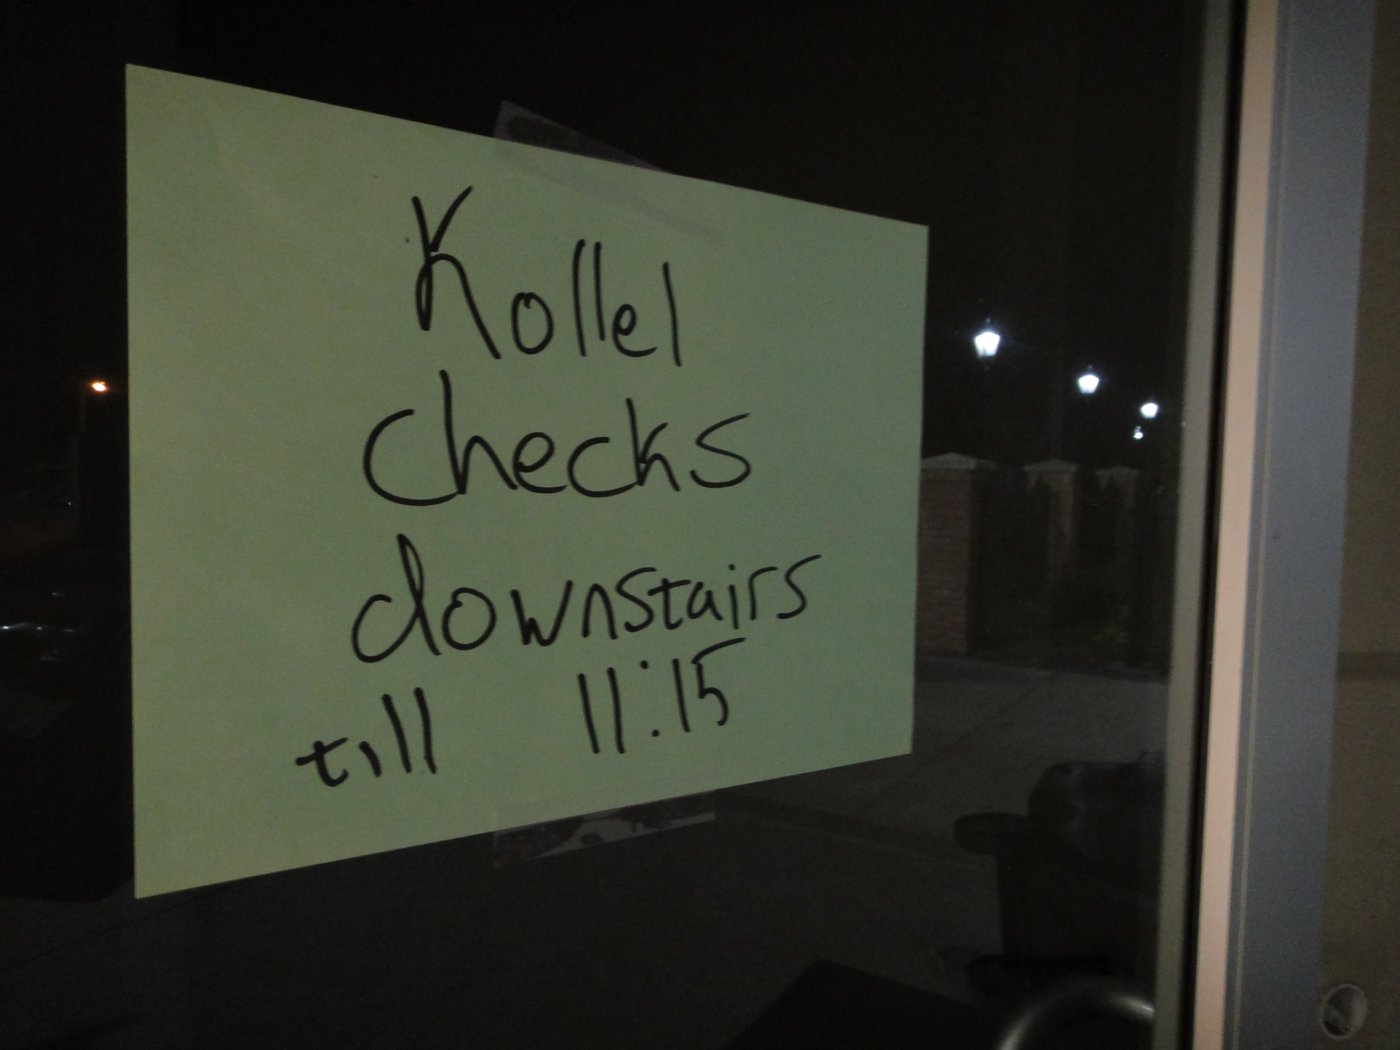 Kollel
checks
downstairs
till 11:15